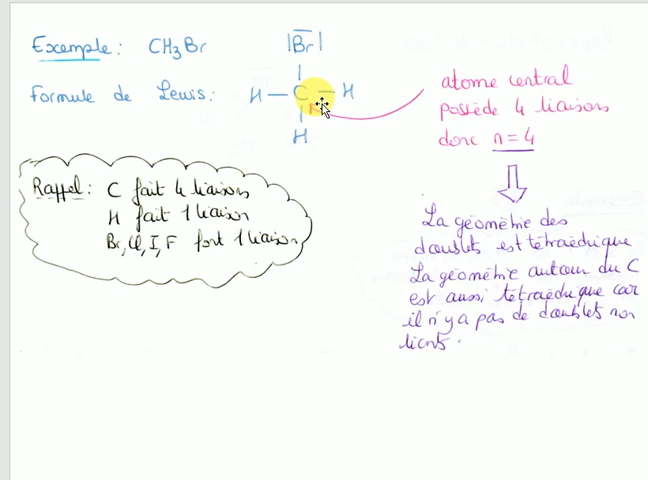 Exemple : CH3Br
Formule de Lewis :
|Br|
H — C — H
H
atome central
possède 4 liaisons
donc n = 4
Rappel : C fait 4 liaisons
H fait 1 liaison
Br, Cl, I, F font 1 liaison
La géométrie des
doublets est tétraédrique
La géométrie autour du C
est aussi tétraédrique car
il n'y a pas de doublets non
liants.